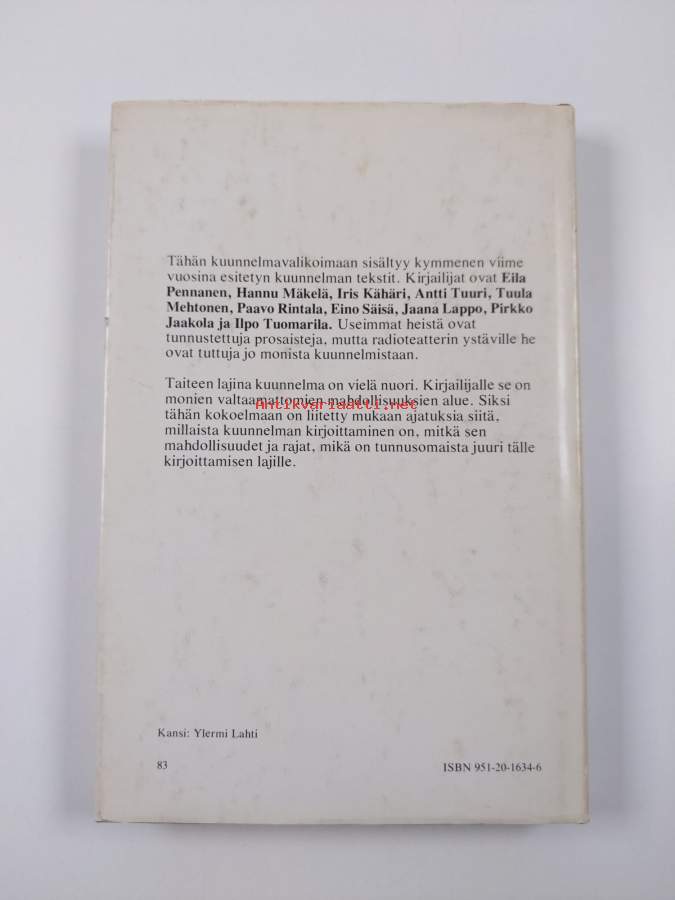 Tähän kuunnelmavalikoimaan sisältyy kymmenen viime
vuosina esitetyn kuunnelman tekstit. Kirjailijat ovat Eila
Pennanen, Hannu Mäkelä, Iris Kähäri, Antti Tuuri, Tuula
Mehtonen, Paavo Rintala, Eino Säisä, Jaana Lappo, Pirkko
Jaakola ja Ilpo Tuomarila. Useimmat heistä ovat
tunnustettuja prosaisteja, mutta radioteatterin ystäville he
ovat tuttuja jo monista kuunnelmistaan.
Taiteen lajina kuunnelma on vielä nuori. Kirjailijalle se on
monien valtaamattomien mahdollisuuksien alue. Siksi
Antikvariaatti.net
tähän kokoelmaan on liitetty mukaan ajatuksia siitä,
millaista kuunnelman kirjoittaminen on, mitkä sen
mahdollisuudet ja rajat, mikä on tunnusomaista juuri tälle
kirjoittamisen lajille.
Kansi: Ylermi Lahti
83
ISBN 951-20-1634-6